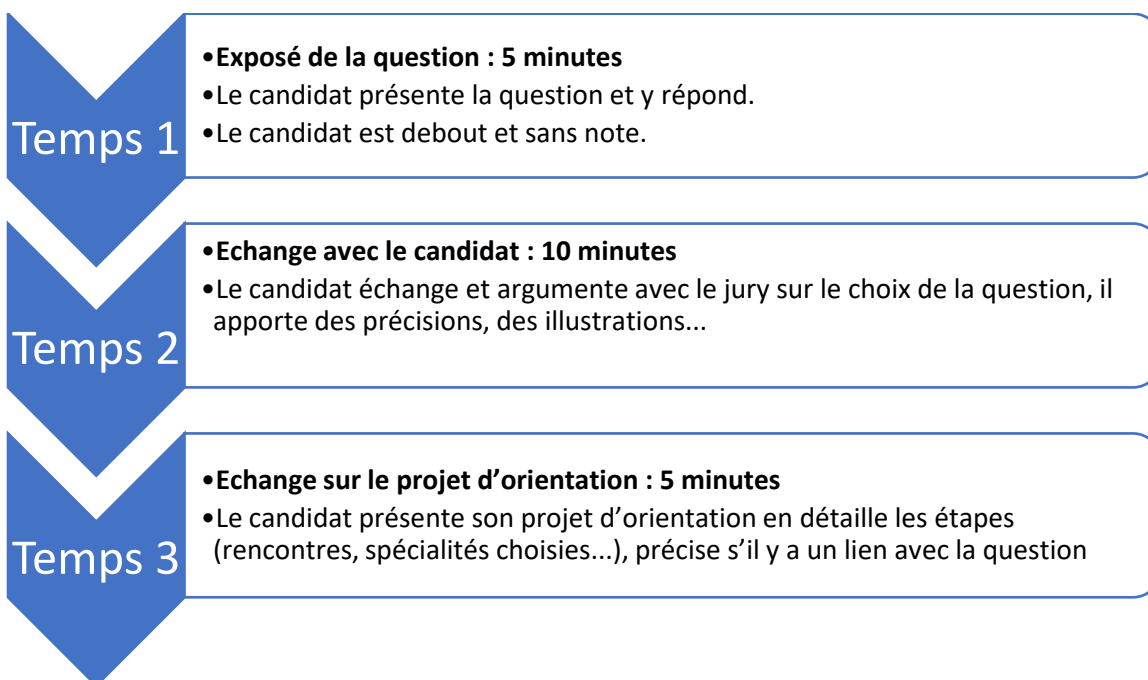 Temps 1
•Exposé de la question : 5 minutes
•Le candidat présente la question et y répond.
•Le candidat est debout et sans note.
Temps 2
•Echange avec le candidat : 10 minutes
•Le candidat échange et argumente avec le jury sur le choix de la question, il
apporte des précisions, des illustrations...
Temps 3
•Echange sur le projet d’orientation : 5 minutes
•Le candidat présente son projet d’orientation en détaille les étapes
(rencontres, spécialités choisies...), précise s’il y a un lien avec la question